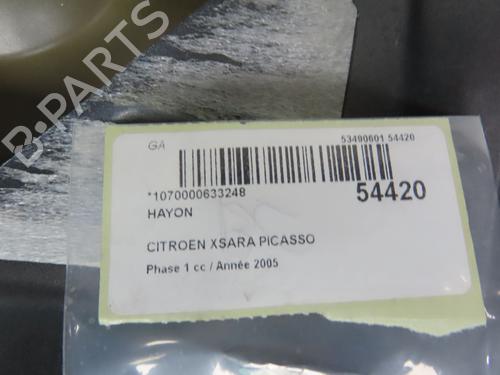 B-PARTS
GA
53490601 54420
*1070000633248
54420
HAYON
CITROEN XSARA PICASSO
Phase 1 cc / Année 2005